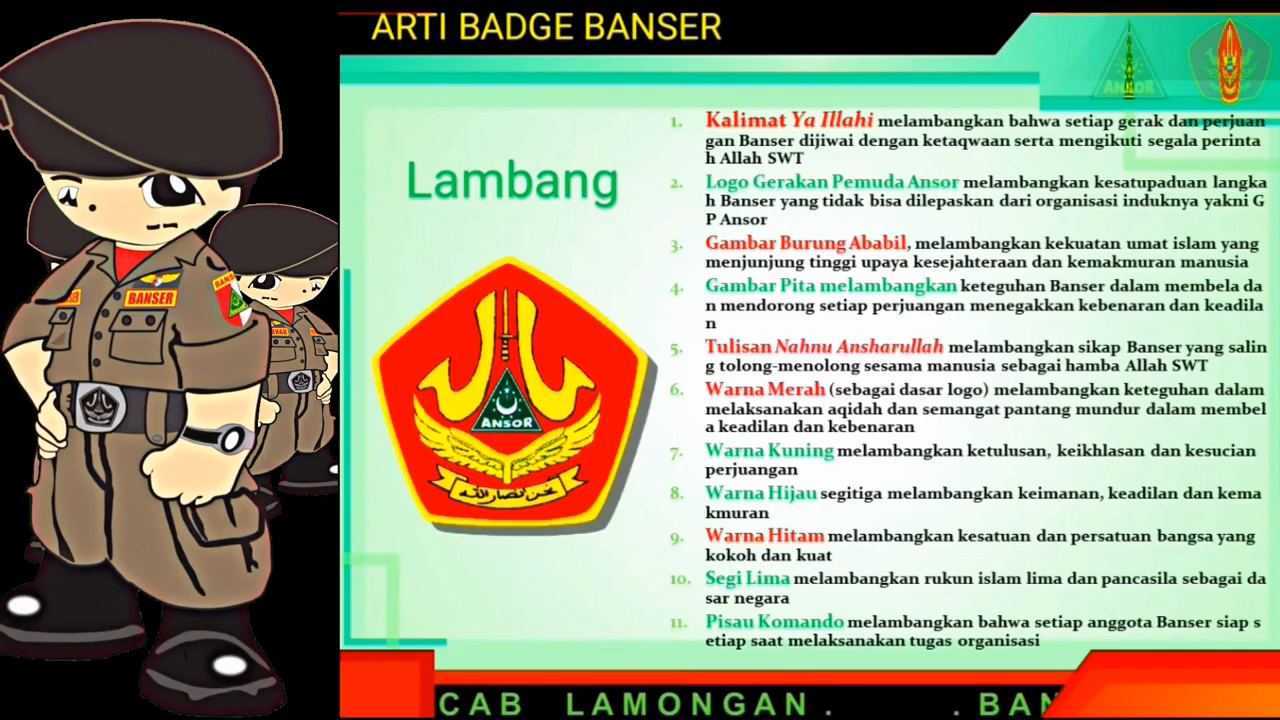 ARTI BADGE BANSER
ANSOR
Lambang
1. Kalimat Ya Illahi melambangkan bahwa setiap gerak dan perjuan
gan Banser dijiwai dengan ketaqwaan serta mengikuti segala perinta
h Allah SWT
2. Logo Gerakan Pemuda Ansor melambangkan kesatupaduan langka
h Banser yang tidak bisa dilepaskan dari organisasi induknya yakni G
P Ansor
3. Gambar Burung Ababil, melambangkan kekuatan umat islam yang
menjunjung tinggi upaya kesejahteraan dan kemakmuran manusia
4. Gambar Pita melambangkan keteguhan Banser dalam membela da
n mendorong setiap perjuangan menegakkan kebenaran dan keadila
n
5. Tulisan Nahnu Ansharullah melambangkan sikap Banser yang salin
g tolong-menolong sesama manusia sebagai hamba Allah SWT
6. Warna Merah (sebagai dasar logo) melambangkan keteguhan dalam
melaksanakan aqidah dan semangat pantang mundur dalam membel
a keadilan dan kebenaran
7. Warna Kuning melambangkan ketulusan, keikhlasan dan kesucian
perjuangan
8. Warna Hijau segitiga melambangkan keimanan, keadilan dan kema
kmuran
9. Warna Hitam melambangkan kesatuan dan persatuan bangsa yang
kokoh dan kuat
10. Segi Lima melambangkan rukun islam lima dan pancasila sebagai da
sar negara
11. Pisau Komando melambangkan bahwa setiap anggota Banser siap s
etiap saat melaksanakan tugas organisasi
ANSOR
نحن انصار الله
BANSER
BANSER
CAB LAMONGAN . . BAN